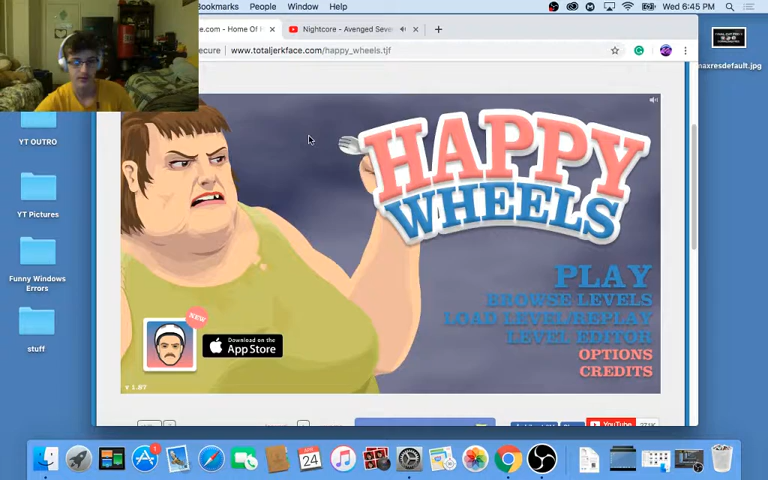 Bookmarks People Window Help Wed 6:45 PM
e.com - Home Of H Nightcore - Avenged Seve
ecure www.totaljerkface.com/happy_wheels.tjf
maxresdefault.jpg
HAPPY
WHEELS
YT OUTRO
YT Pictures
Funny Windows
Errors
stuff
PLAY
BROWSE LEVELS
LOAD LEVEL/REPLAY
LEVEL EDITOR
OPTIONS
CREDITS
NEW
Download on the
App Store
v 1.87
YouTube 271K
1
24